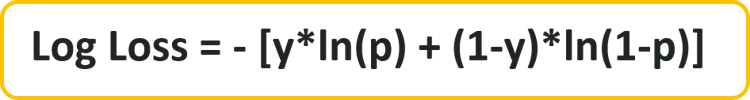 Log Loss = - [y*ln(p) + (1-y)*ln(1-p)]